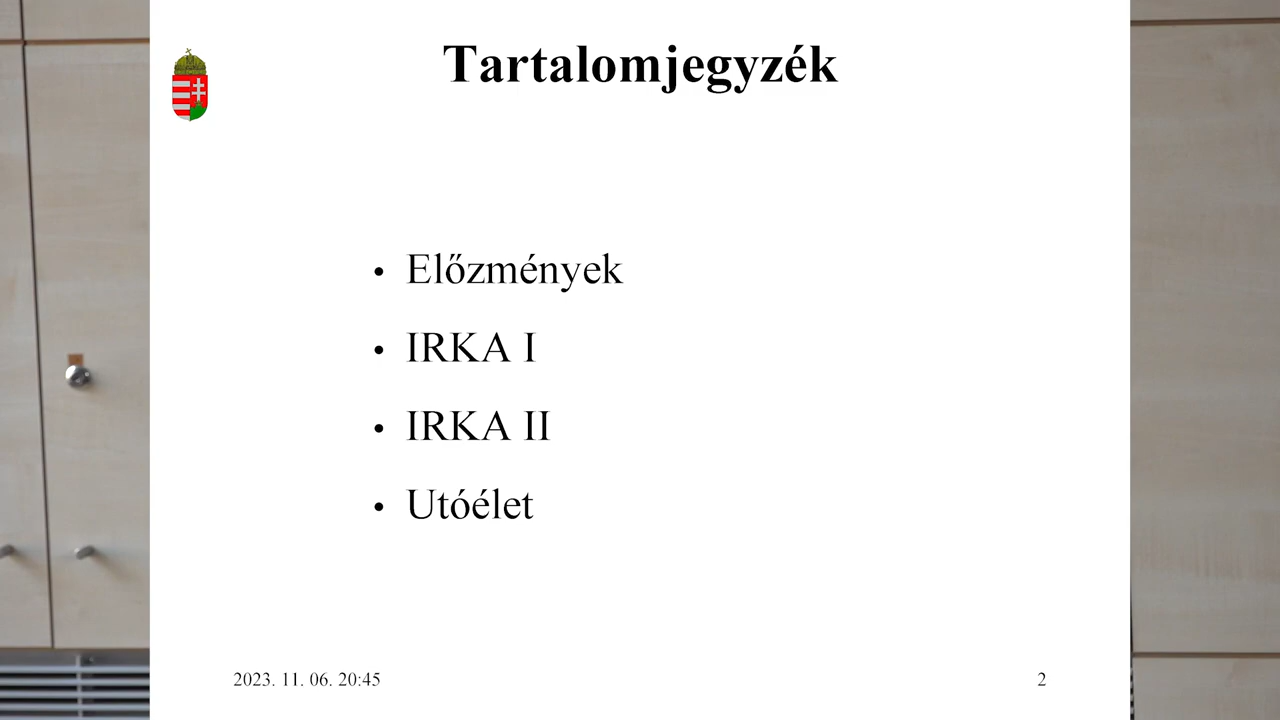 Tartalomjegyzék
• Előzmények
• IRKA I
• IRKA II
• Utóélet
2023. 11. 06. 20:45
2